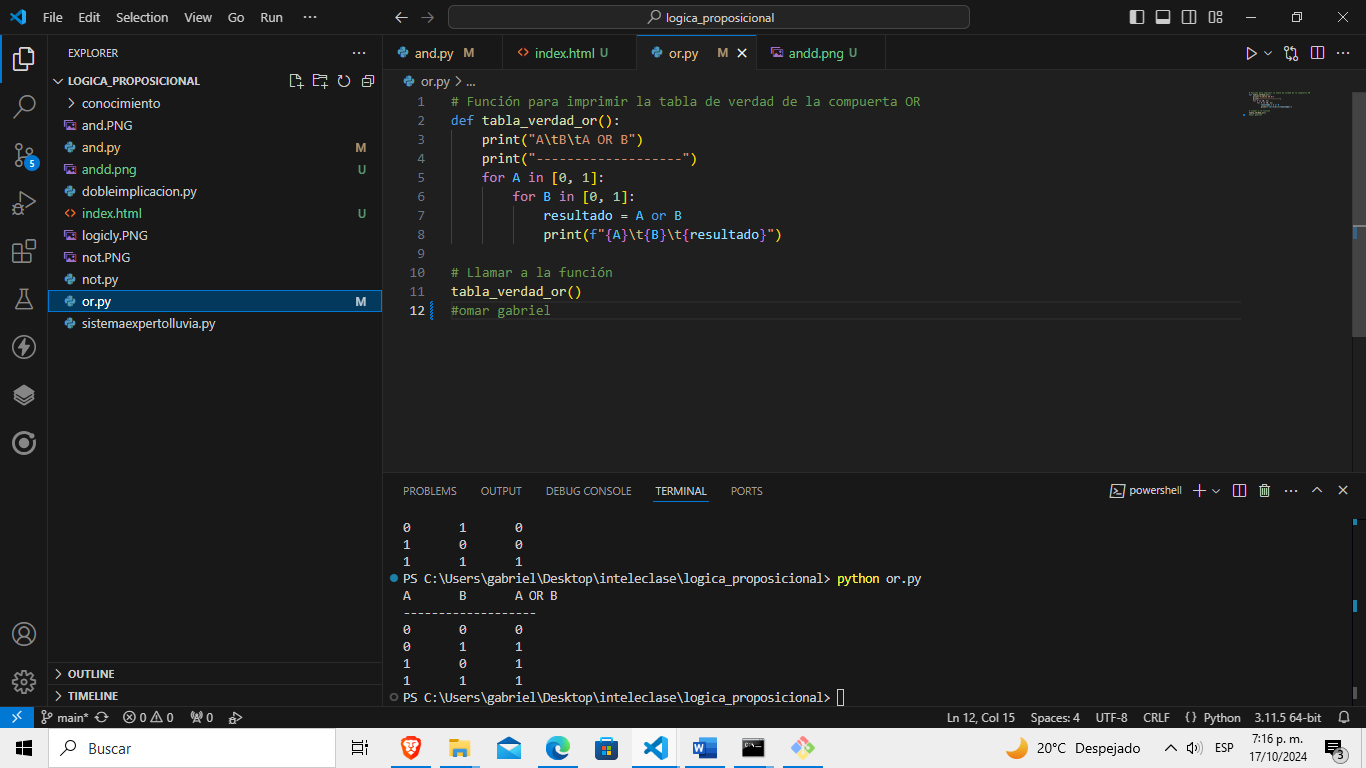 File Edit Selection View Go Run ···
logica_proposicional
EXPLORER
LOGICA_PROPOSICIONAL
conocimiento
and.PNG
and.py M
andd.png U
dobleimplicacion.py
index.html U
logicly.PNG
not.PNG
not.py
or.py M
sistemaexpertolluvia.py
OUTLINE
TIMELINE
5
and.py M
index.html U
or.py M
andd.png U
or.py > ...
1 # Función para imprimir la tabla de verdad de la compuerta OR
2 def tabla_verdad_or():
3 print("A\tB\tA OR B")
4 print("-------------------")
5 for A in [0, 1]:
6 for B in [0, 1]:
7 resultado = A or B
8 print(f"{A}\t{B}\t{resultado}")
9
10 # Llamar a la función
11 tabla_verdad_or()
12 #omar gabriel
PROBLEMS OUTPUT DEBUG CONSOLE TERMINAL PORTS
powershell
0 1 0
1 0 0
1 1 1
PS C:\Users\gabriel\Desktop\inteleclase\logica_proposicional> python or.py
A B A OR B
-------------------
0 0 0
0 1 1
1 0 1
1 1 1
PS C:\Users\gabriel\Desktop\inteleclase\logica_proposicional>
main* 0 0 0
Ln 12, Col 15 Spaces: 4 UTF-8 CRLF {} Python 3.11.5 64-bit
Buscar
20°C Despejado
ESP
7:16 p. m.
17/10/2024
3